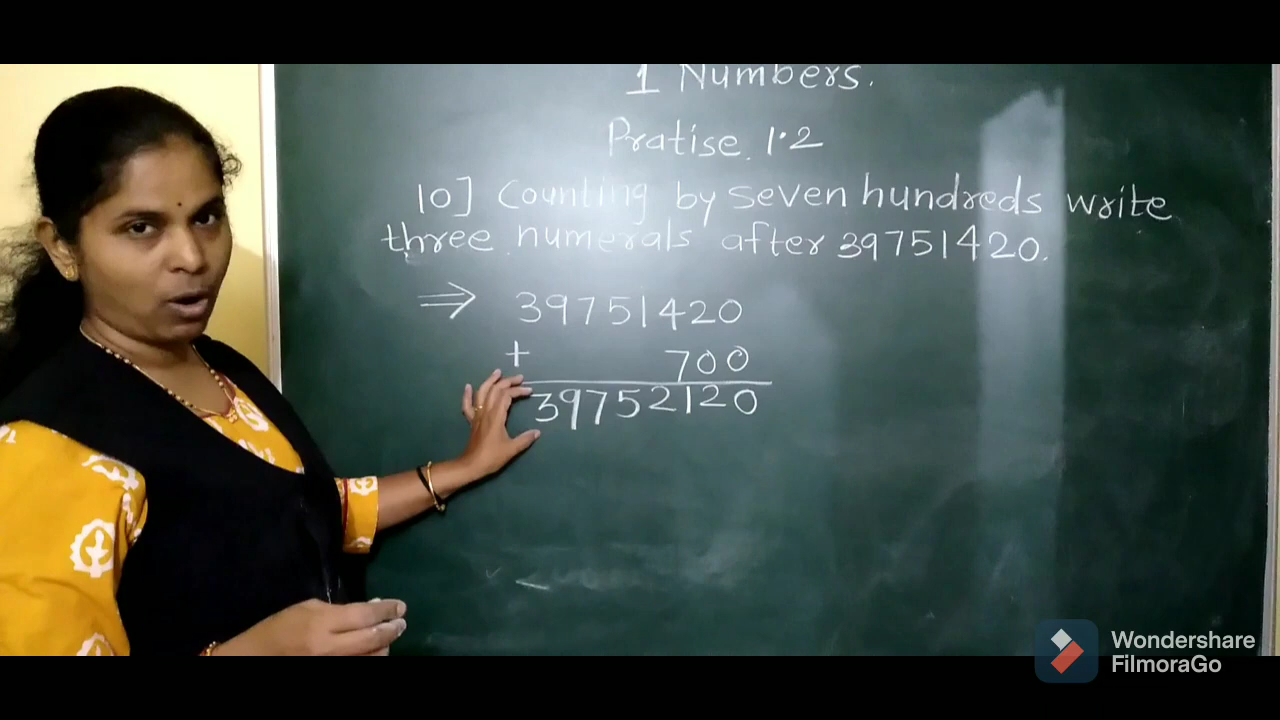 1 Numbers.
Pratise 1.2
10] Counting by seven hundreds write
three numerals after 39751420.
⇒ 39751420
+ 700
39752120
Wondershare
FilmoraGo